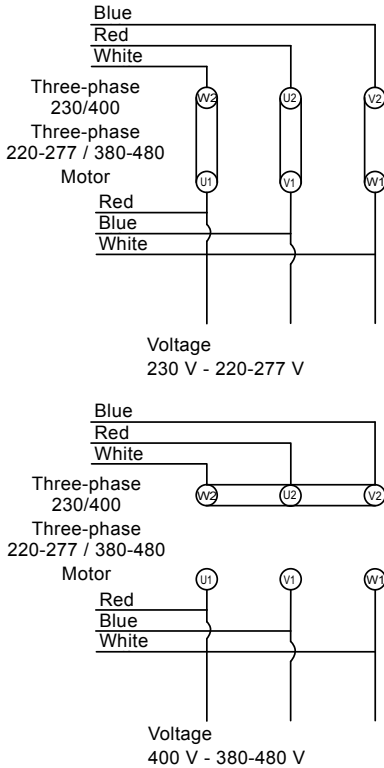 Blue
Red
White
Three-phase
230/400
Three-phase
220-277 / 380-480
Motor
W2 U2 V2
U1 V1 W1
Red
Blue
White
Voltage
230 V - 220-277 V
Blue
Red
White
Three-phase
230/400
Three-phase
220-277 / 380-480
Motor
W2 U2 V2
U1 V1 W1
Red
Blue
White
Voltage
400 V - 380-480 V